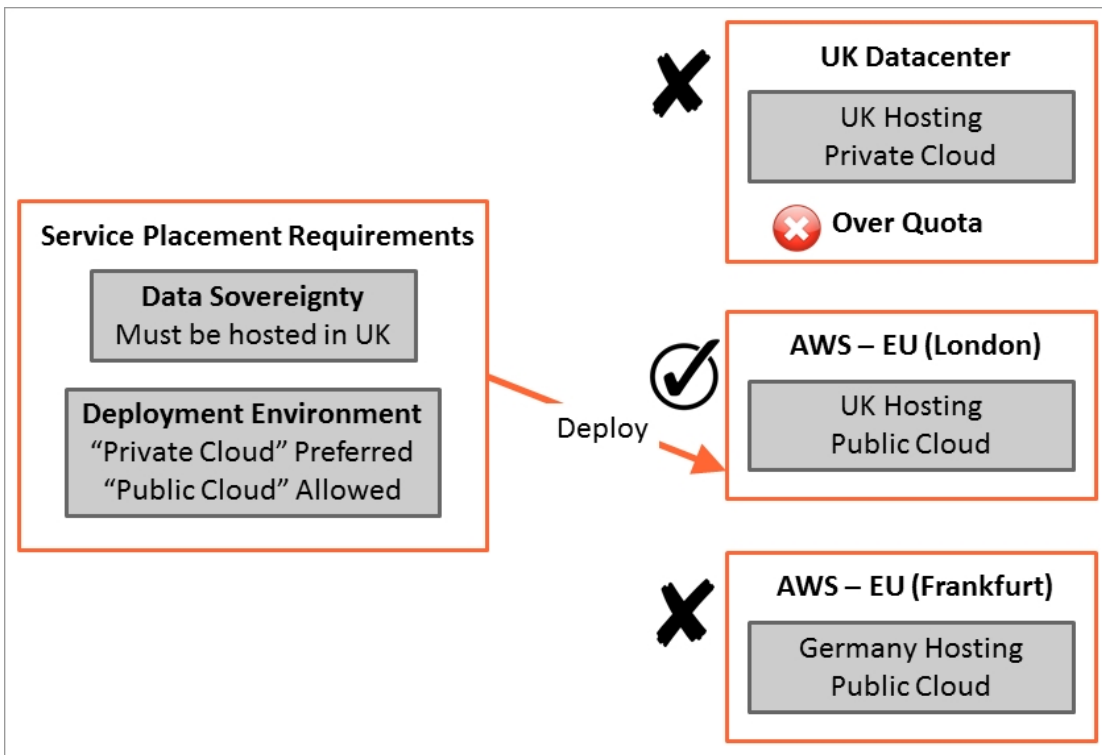 Service Placement Requirements
Data Sovereignty
Must be hosted in UK
Deployment Environment
“Private Cloud” Preferred
“Public Cloud” Allowed
Deploy
UK Datacenter
UK Hosting
Private Cloud
Over Quota
AWS – EU (London)
UK Hosting
Public Cloud
AWS – EU (Frankfurt)
Germany Hosting
Public Cloud